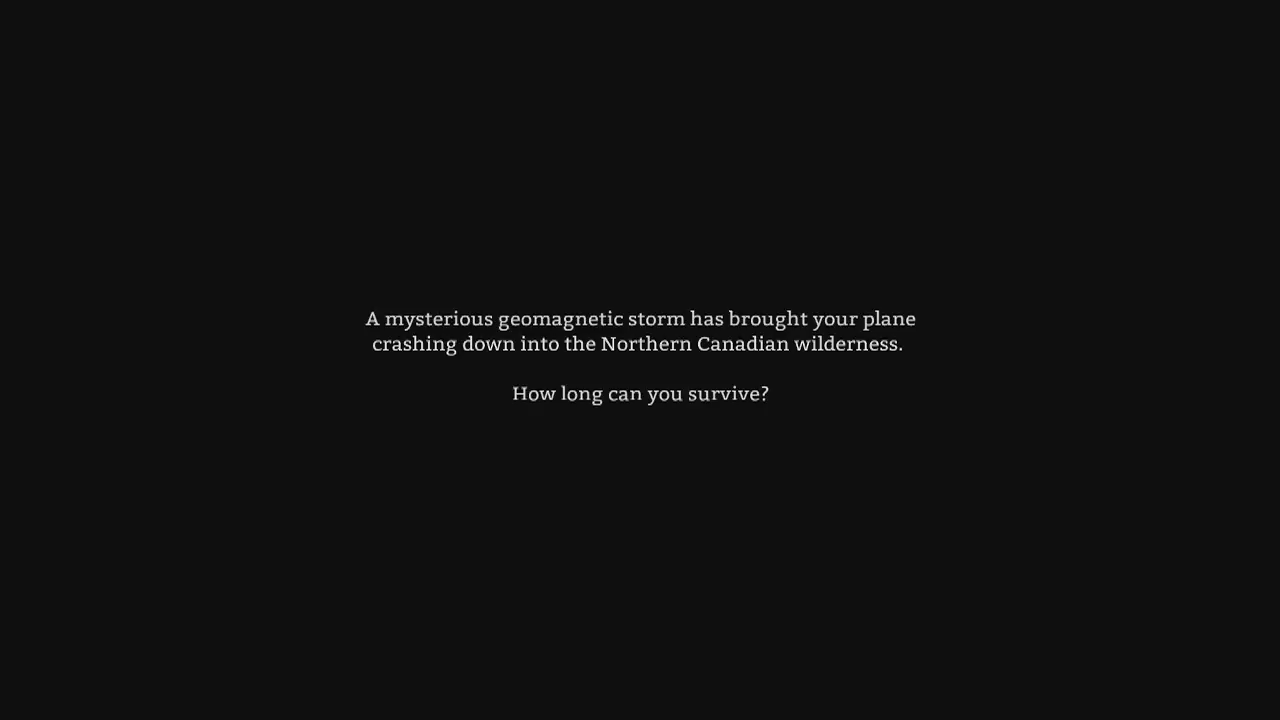 A mysterious geomagnetic storm has brought your plane
crashing down into the Northern Canadian wilderness.
How long can you survive?